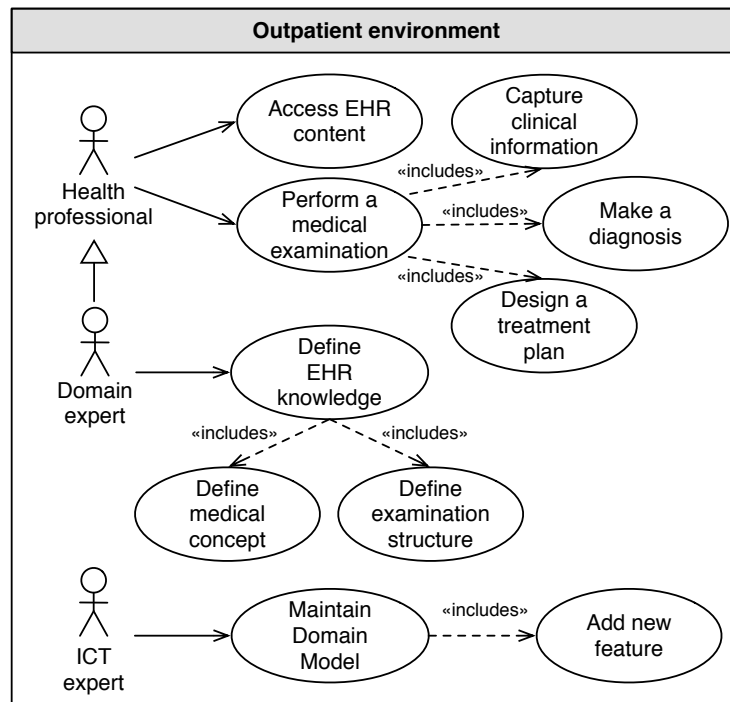 Outpatient environment
Access EHR
content
Capture
clinical
information
«includes»
Health
professional
Perform a
medical
examination
«includes»
Make a
diagnosis
«includes»
Design a
treatment
plan
Domain
expert
Define
EHR
knowledge
«includes»
«includes»
Define
medical
concept
Define
examination
structure
ICT
expert
Maintain
Domain
Model
«includes»
Add new
feature